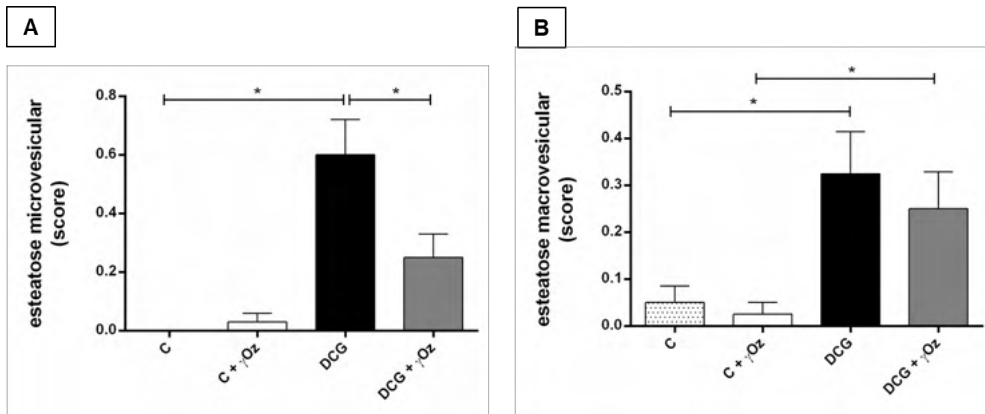 A
esteatose microvesicular
(score)
0.8
0.6
0.4
0.2
0.0
*
*
C
C + γOz
DCG
DCG + γOz
B
esteatose macrovesicular
(score)
0.5
0.4
0.3
0.2
0.1
0.0
*
*
C
C + γOz
DCG
DCG + γOz